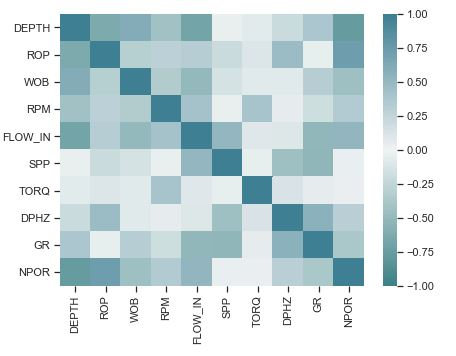 DEPTH
ROP
WOB
RPM
FLOW_IN
SPP
TORQ
DPHZ
GR
NPOR
DEPTH
ROP
WOB
RPM
FLOW_IN
SPP
TORQ
DPHZ
GR
NPOR
1.00
0.75
0.50
0.25
0.00
−0.25
−0.50
−0.75
−1.00